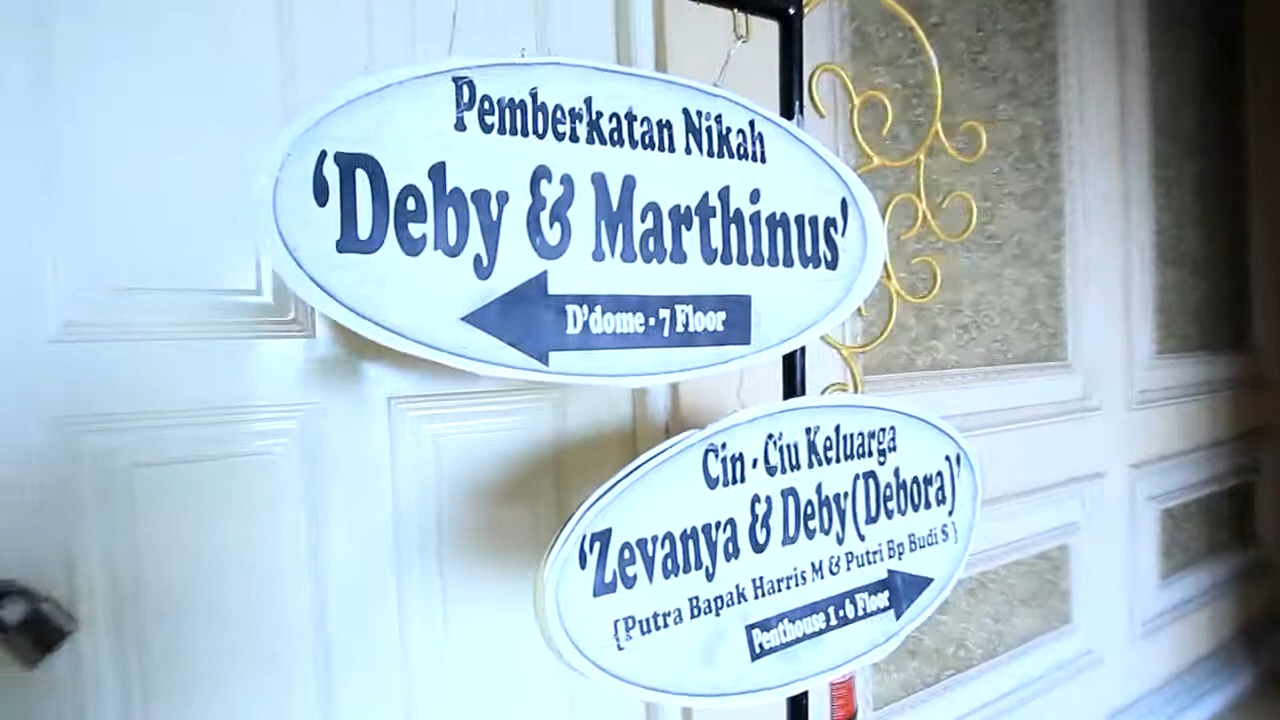 Pemberkatan Nikah
‘Deby & Marthinus’
D'dome - 7 Floor
Cin - Ciu Keluarga
‘Zevanya & Deby(Debora)’
{Putra Bapak Harris M & Putri Bp Budi S}
Penthouse 1 - 6 Floor